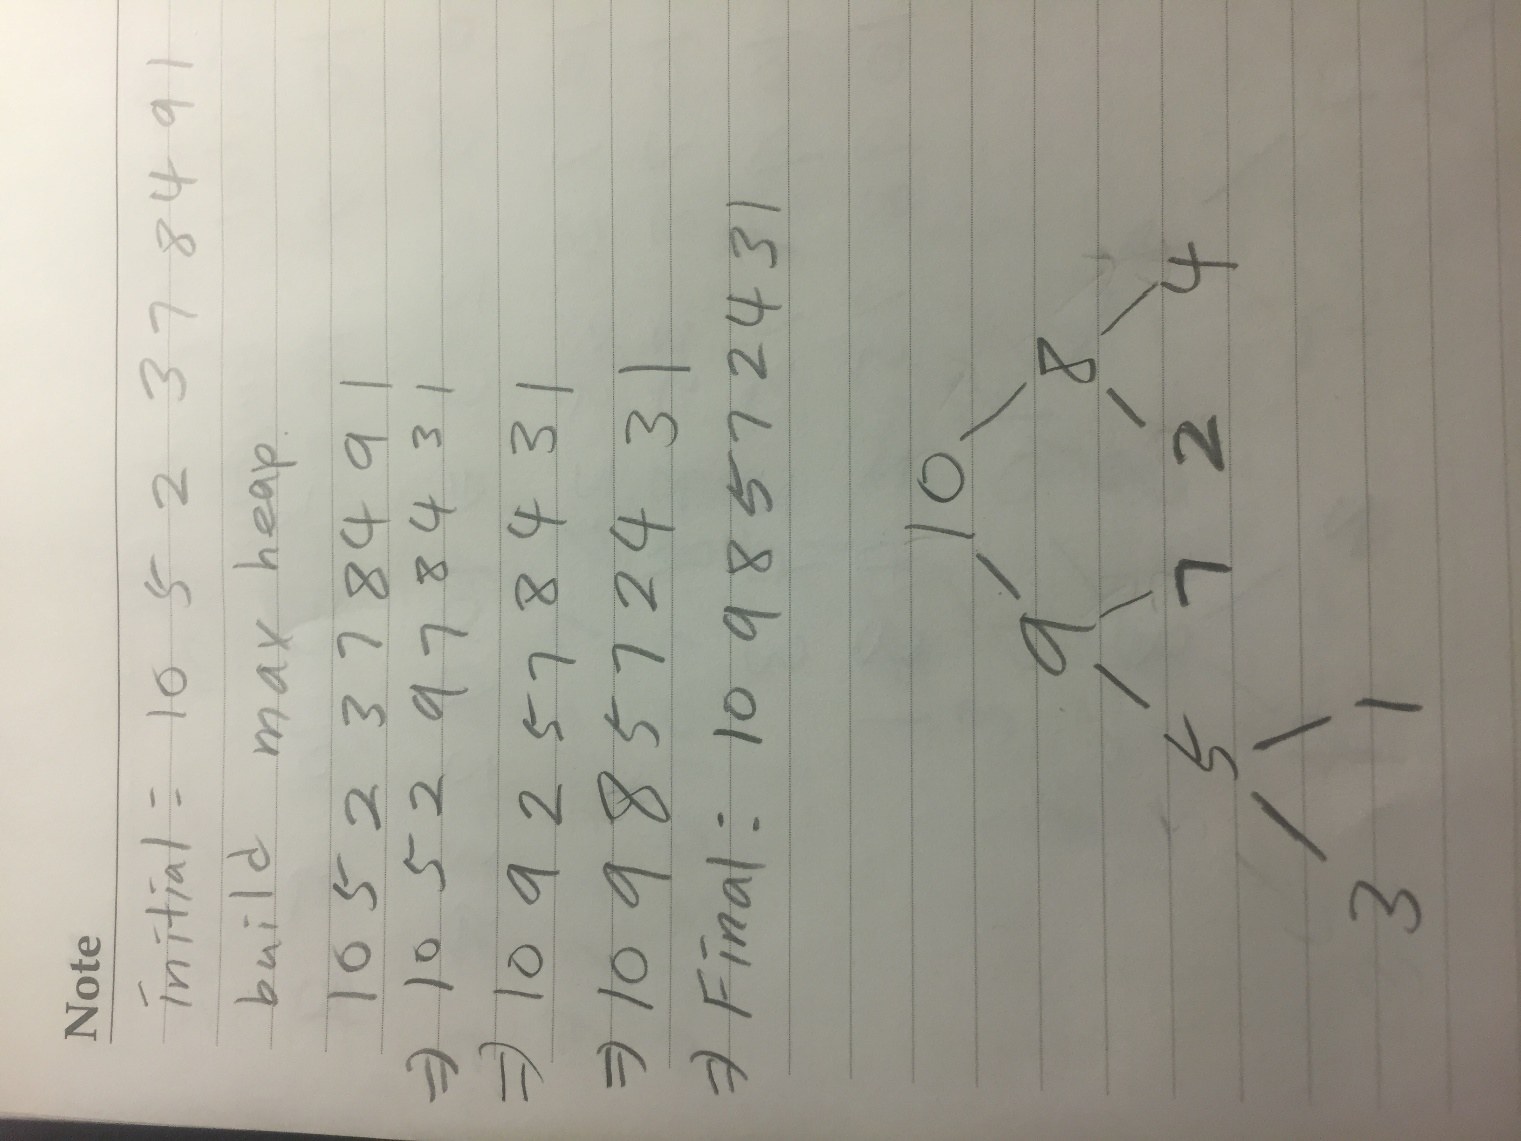 Note
initial: 10 5 2 3 7 8 4 9 1
build max heap.
10 5 2 3 7 8 4 9 1
⇒ 10 5 2 9 7 8 4 3 1
⇒ 10 9 2 5 7 8 4 3 1
⇒ 10 9 8 5 7 2 4 3 1
⇒ Final: 10 9 8 5 7 2 4 3 1
10
9 8
5 7 2 4
3 1